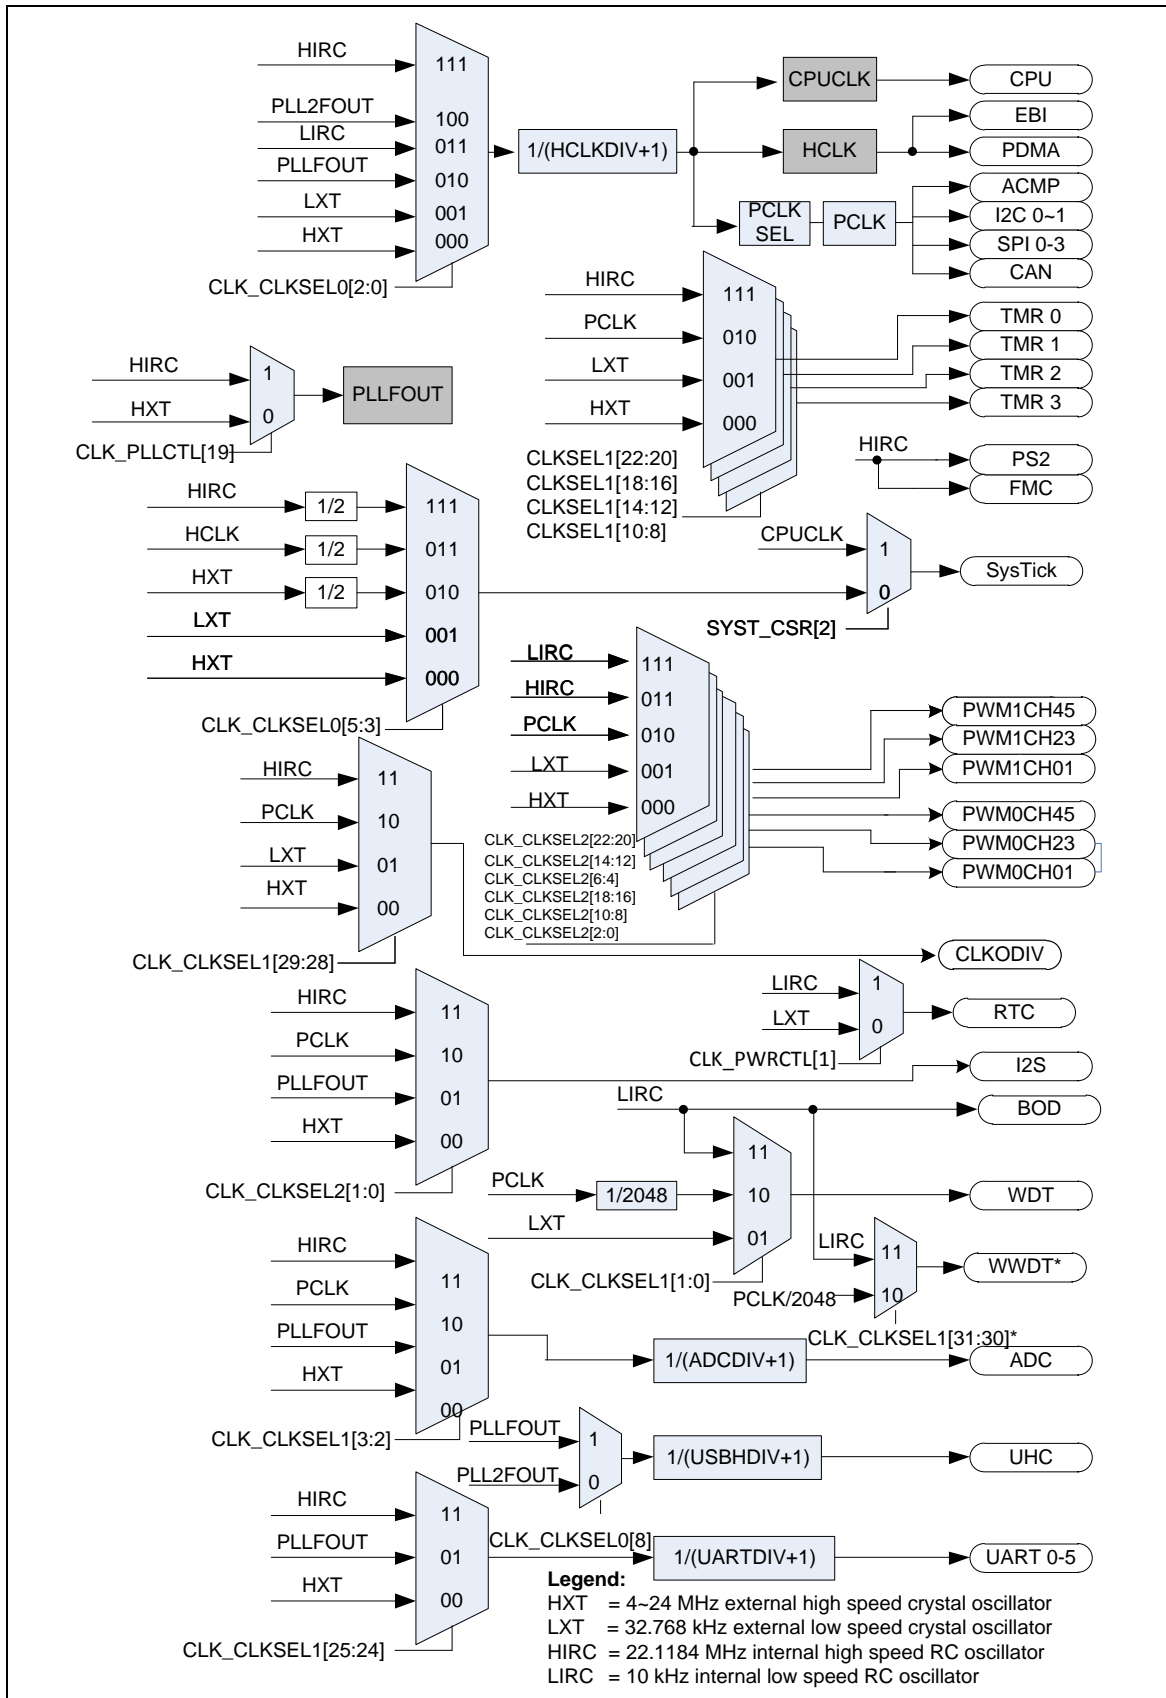 HIRC
111
PLL2FOUT
100
LIRC
011
PLLFOUT
010
LXT
001
HXT
000
CLK_CLKSEL0[2:0]
1/(HCLKDIV+1)
CPUCLK
CPU
HCLK
EBI
PDMA
PCLK
SEL
PCLK
ACMP
I2C 0~1
SPI 0-3
CAN
HIRC
111
PCLK
010
LXT
001
HXT
000
CLKSEL1[22:20]
CLKSEL1[18:16]
CLKSEL1[14:12]
CLKSEL1[10:8]
TMR 0
TMR 1
TMR 2
TMR 3
HIRC
1
HXT
0
CLK_PLLCTL[19]
PLLFOUT
HIRC
PS2
FMC
HIRC
1/2
111
HCLK
1/2
011
HXT
1/2
010
LXT
001
HXT
000
CLK_CLKSEL0[5:3]
CPUCLK
1
0
SYST_CSR[2]
SysTick
LIRC
111
HIRC
011
PCLK
010
LXT
001
HXT
000
CLK_CLKSEL2[22:20]
CLK_CLKSEL2[14:12]
CLK_CLKSEL2[6:4]
CLK_CLKSEL2[18:16]
CLK_CLKSEL2[10:8]
CLK_CLKSEL2[2:0]
PWM1CH45
PWM1CH23
PWM1CH01
PWM0CH45
PWM0CH23
PWM0CH01
HIRC
11
PCLK
10
LXT
01
HXT
00
CLK_CLKSEL1[29:28]
CLKODIV
LIRC
1
LXT
0
CLK_PWRCTL[1]
RTC
HIRC
11
PCLK
10
PLLFOUT
01
HXT
00
CLK_CLKSEL2[1:0]
I2S
LIRC
BOD
11
PCLK
1/2048
10
LXT
01
CLK_CLKSEL1[1:0]
WDT
LIRC
11
PCLK/2048
10
CLK_CLKSEL1[31:30]*
WWDT*
HIRC
11
PCLK
10
PLLFOUT
01
HXT
00
CLK_CLKSEL1[3:2]
1/(ADCDIV+1)
ADC
PLLFOUT
1
PLL2FOUT
0
CLK_CLKSEL0[8]
1/(USBHDIV+1)
UHC
HIRC
11
PLLFOUT
01
HXT
00
CLK_CLKSEL1[25:24]
1/(UARTDIV+1)
UART 0-5
Legend:
HXT = 4~24 MHz external high speed crystal oscillator
LXT = 32.768 kHz external low speed crystal oscillator
HIRC = 22.1184 MHz internal high speed RC oscillator
LIRC = 10 kHz internal low speed RC oscillator